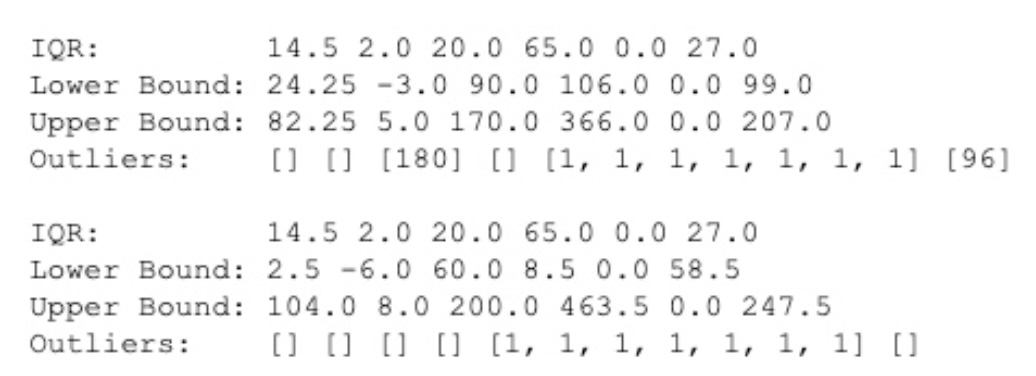 IQR: 14.5 2.0 20.0 65.0 0.0 27.0
Lower Bound: 24.25 -3.0 90.0 106.0 0.0 99.0
Upper Bound: 82.25 5.0 170.0 366.0 0.0 207.0
Outliers: [] [] [180] [] [1, 1, 1, 1, 1, 1, 1] [96]
IQR: 14.5 2.0 20.0 65.0 0.0 27.0
Lower Bound: 2.5 -6.0 60.0 8.5 0.0 58.5
Upper Bound: 104.0 8.0 200.0 463.5 0.0 247.5
Outliers: [] [] [] [] [1, 1, 1, 1, 1, 1, 1] []